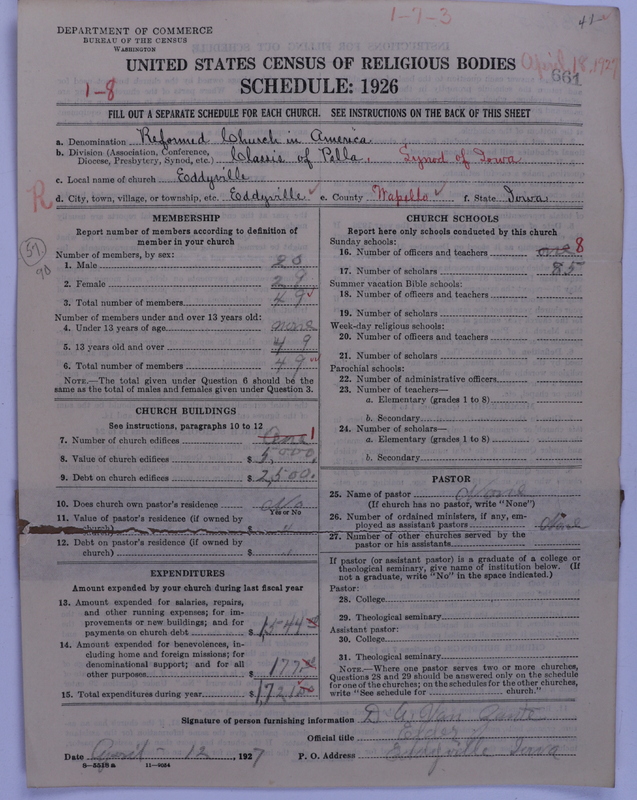 1-7-3
41
DEPARTMENT OF COMMERCE
BUREAU OF THE CENSUS
WASHINGTON
UNITED STATES CENSUS OF RELIGIOUS BODIES
April 18, 1927
661
SCHEDULE: 1926
1-8
FILL OUT A SEPARATE SCHEDULE FOR EACH CHURCH. SEE INSTRUCTIONS ON THE BACK OF THIS SHEET
a. Denomination Reformed Church in America
b. Division (Association, Conference, Diocese, Presbytery, Synod, etc.) Classis of Pella, Synod of Iowa
c. Local name of church Eddyville
R
d. City, town, village, or township, etc. Eddyville e. County Wapello f. State Iowa
MEMBERSHIP
Report number of members according to definition of
member in your church
Number of members, by sex:
1. Male 20
2. Female 29
3. Total number of members 49
Number of members under and over 13 years old:
4. Under 13 years of age none
5. 13 years old and over 49
6. Total number of members 49
NOTE.—The total given under Question 6 should be
same as the total of males and females given under Question 3.
CHURCH BUILDINGS
See instructions, paragraphs 10 to 12
7. Number of church edifices One 1
8. Value of church edifices $ 5,000.
9. Debt on church edifices $ 2,500.
10. Does church own pastor's residence No
Yes or No
11. Value of pastor's residence (if owned by
church) $ "
12. Debt on pastor's residence (if owned by
church) $ "
EXPENDITURES
Amount expended by your church during last fiscal year
13. Amount expended for salaries, repairs,
and other running expenses; for im-
provements or new buildings; and for
payments on church debt $ 1544
14. Amount expended for benevolences, in-
cluding home and foreign missions; for
denominational support; and for all
other purposes $ 177
15. Total expenditures during year $ 1,721
CHURCH SCHOOLS
Report here only schools conducted by this church
Sunday schools:
16. Number of officers and teachers 8
17. Number of scholars 85
Summer vacation Bible schools:
18. Number of officers and teachers
19. Number of scholars
Week-day religious schools:
20. Number of officers and teachers
21. Number of scholars
Parochial schools:
22. Number of administrative officers
23. Number of teachers—
a. Elementary (grades 1 to 8)
b. Secondary
24. Number of scholars—
a. Elementary (grades 1 to 8)
b. Secondary
PASTOR
25. Name of pastor None
(If church has no pastor, write "None")
26. Number of ordained ministers, if any, em-
ployed as assistant pastors None
27. Number of other churches served by the
pastor or his assistants
If pastor (or assistant pastor) is a graduate of a college or
theological seminary, give name of institution below. (If
not a graduate, write "No" in the space indicated.)
Pastor:
28. College
29. Theological seminary
Assistant pastor:
30. College
31. Theological seminary
NOTE.—Where one pastor serves two or more churches,
Questions 28 and 29 should be answered only on the schedule
for one of the churches; on the schedules for the other churches,
write "See schedule for church."
Signature of person furnishing information D. Van Zante
Official title Elder
Date April - 12, 1927 P. O. Address Eddyville Iowa
8-5518a 11-9054